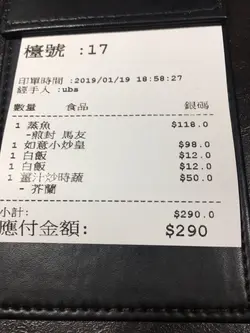 檯號 :17
印單時間 :2019/01/19 18:58:27
經手人 :uba
數量 食品 銀碼
1 蒸魚 $118.0
-煎封 馬友
1 如意小炒皇 $98.0
1 白飯 $12.0
1 白飯 $12.0
1 薑汁炒時蔬 $50.0
- 芥蘭
小計: $290.0
應付金額: $290